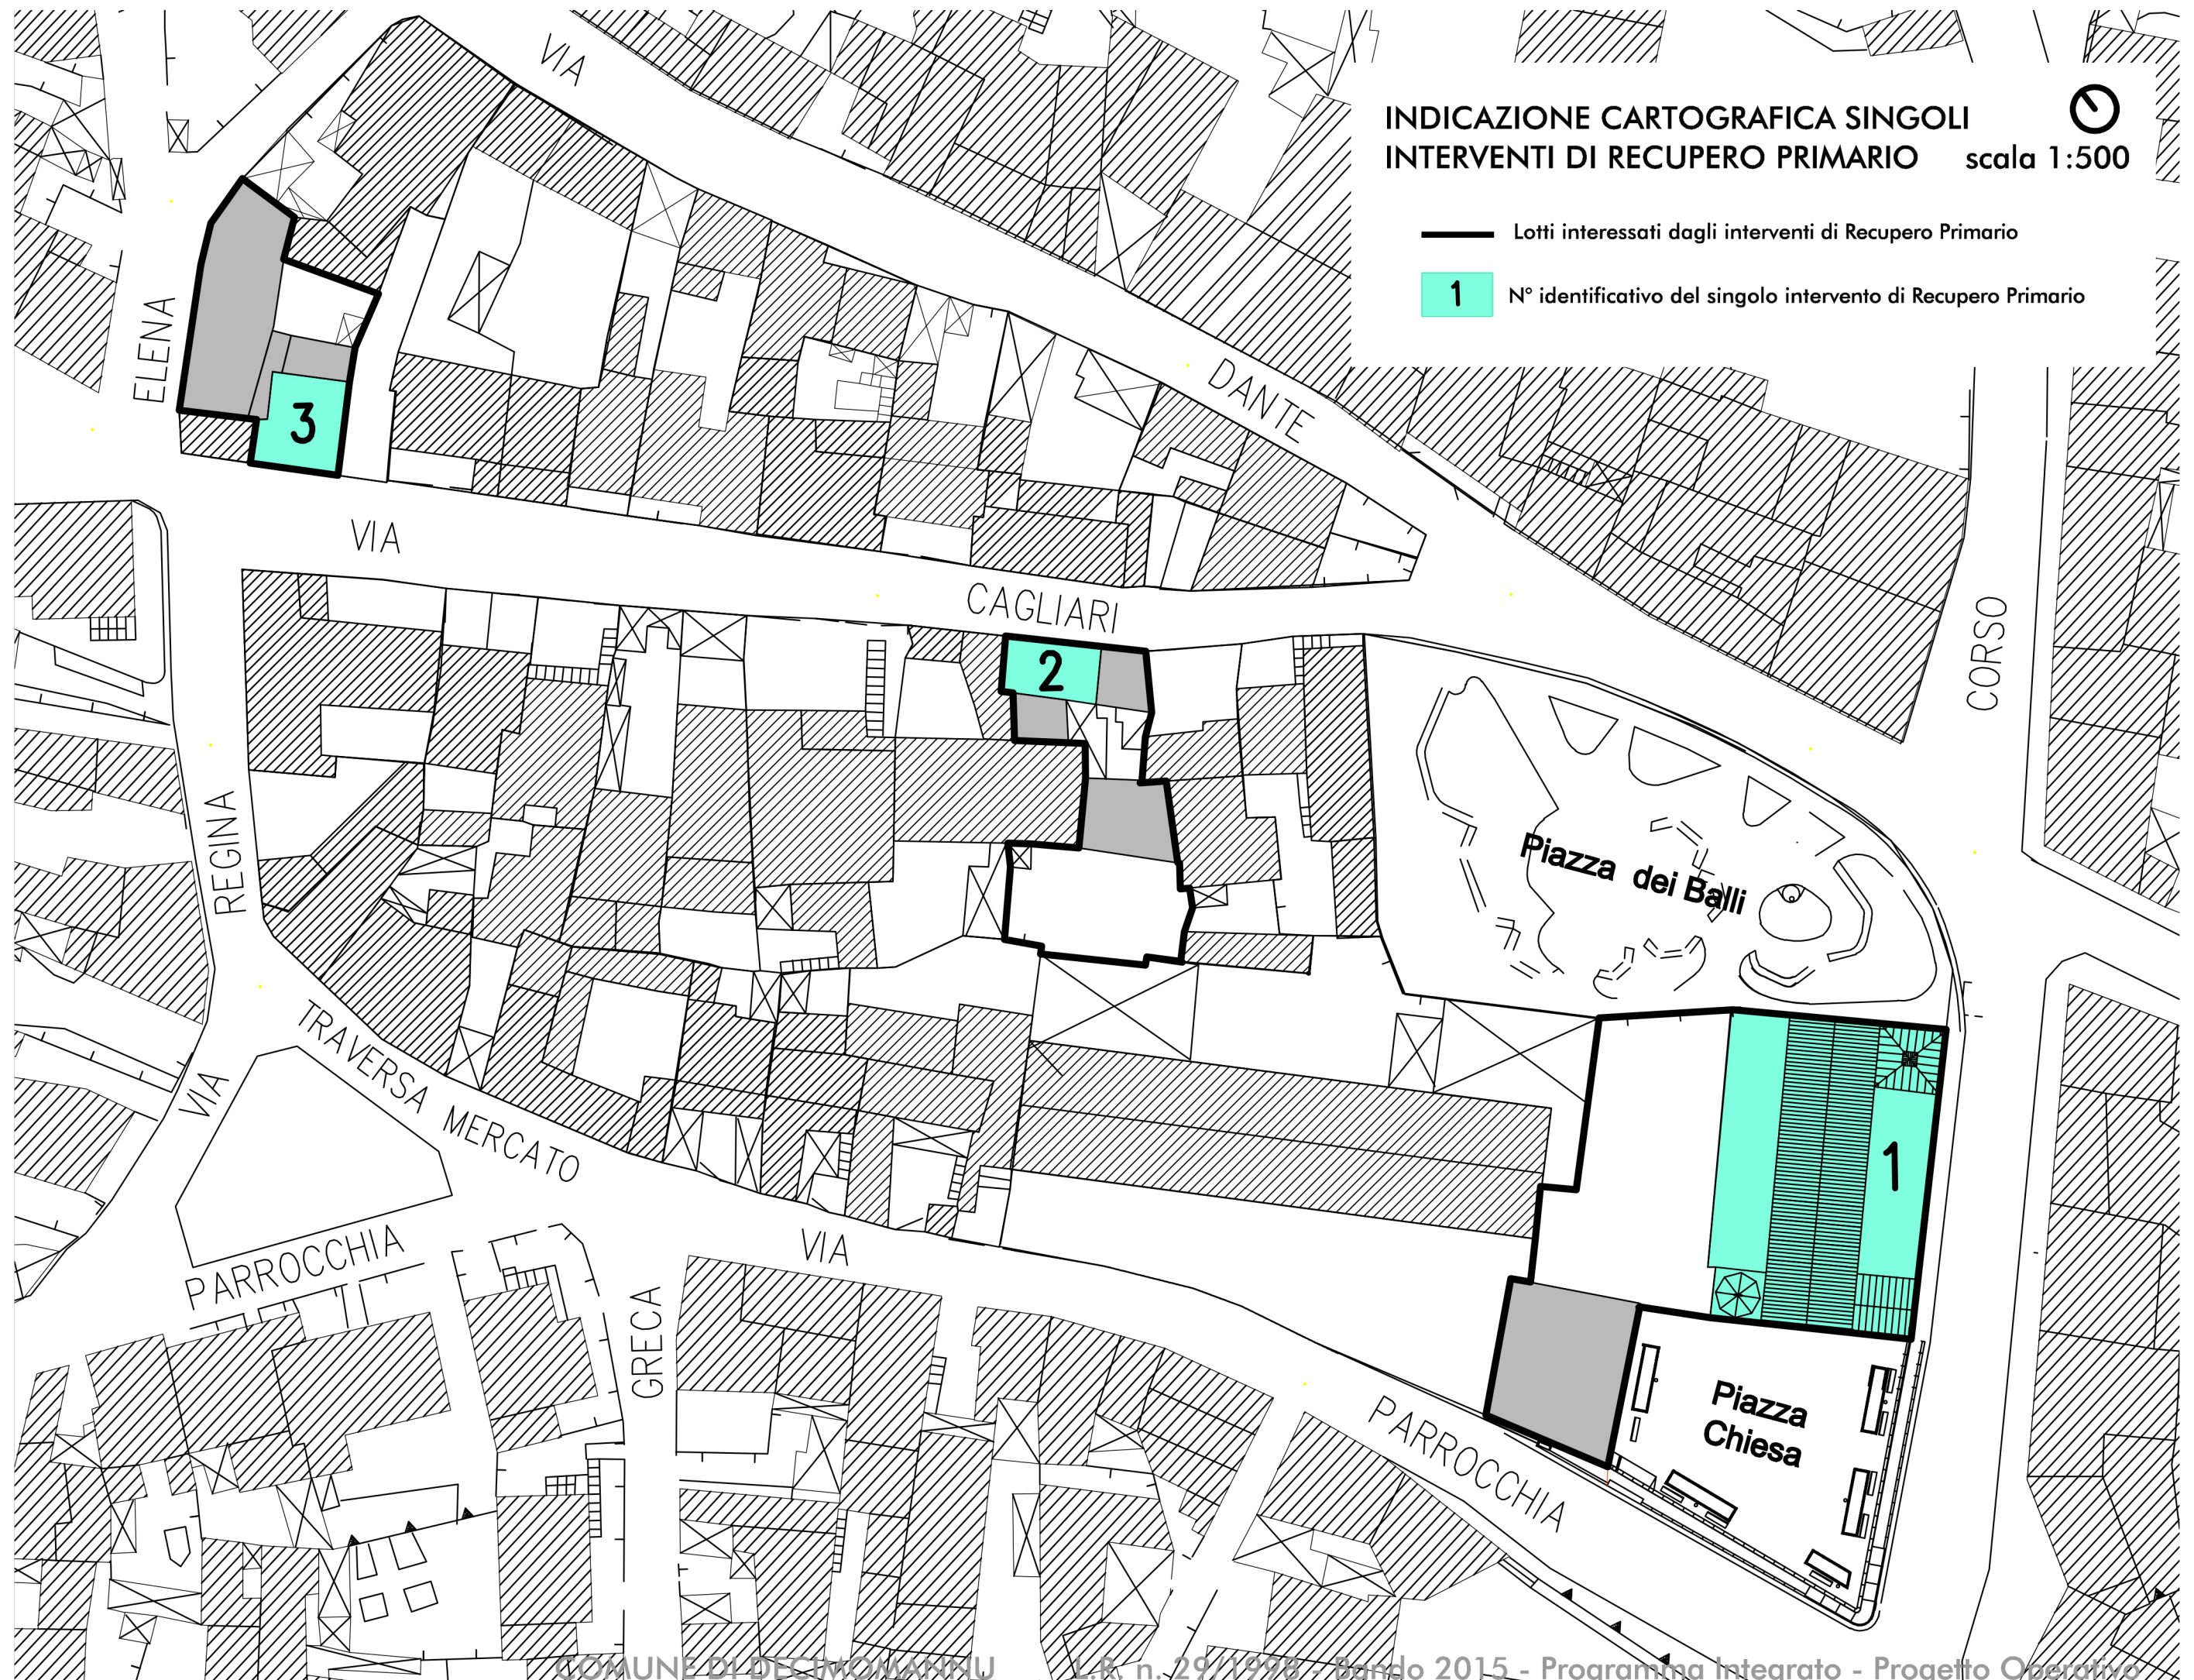 INDICAZIONE CARTOGRAFICA SINGOLI
INTERVENTI DI RECUPERO PRIMARIO scala 1:500
Lotti interessati dagli interventi di Recupero Primario
1 N° identificativo del singolo intervento di Recupero Primario
VIA
DANTE
ELENA
3
VIA
CAGLIARI
2
CORSO
REGINA
VIA
Piazza dei Balli
TRAVERSA MERCATO
1
PARROCCHIA
VIA
GRECA
PARROCCHIA
Piazza
Chiesa
COMUNE DI DECIMOMANNU L.R. n. 29/1998 - Bando 2015 - Programma Integrato - Progetto Operativo